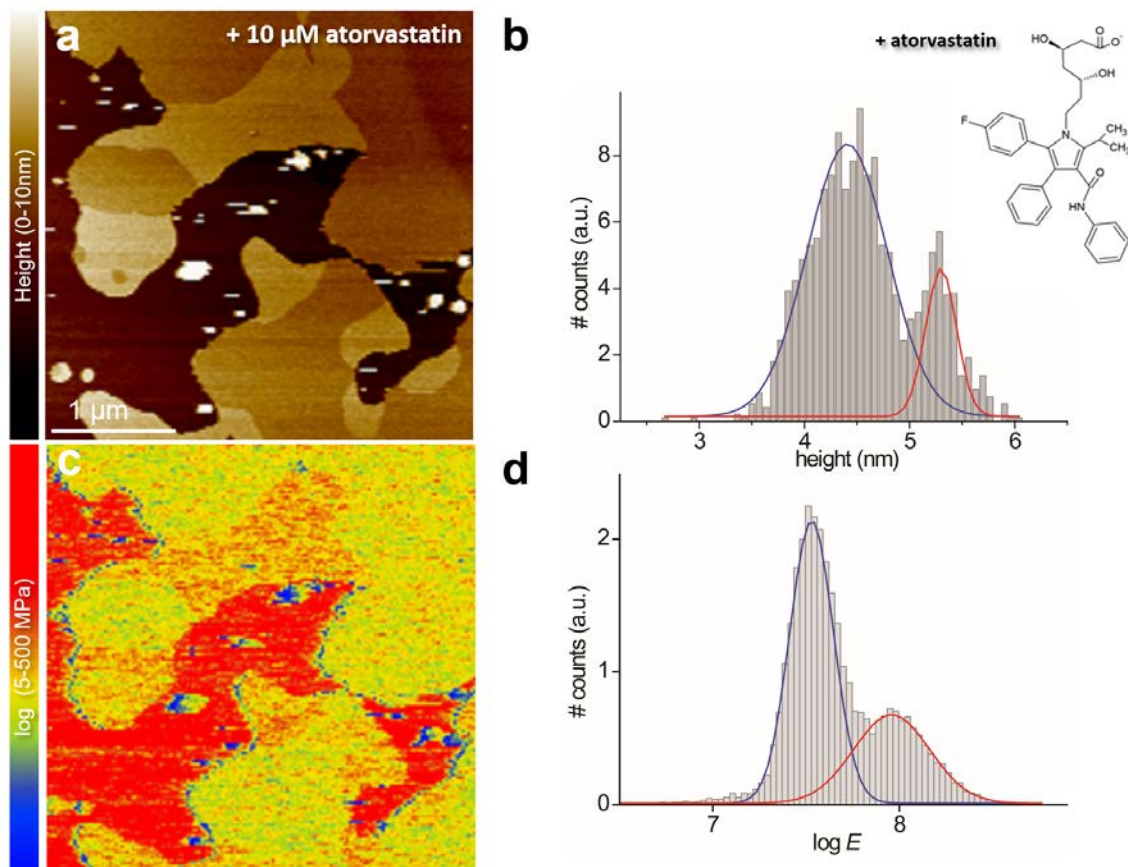 a
+ 10 μM atorvastatin
Height (0-10nm)
1 μm
b
+ atorvastatin
HO
O
O-
OH
F
N
CH3
CH3
O
HN
# counts (a.u.)
8
6
4
2
0
3
4
5
6
height (nm)
c
log (5-500 MPa)
d
# counts (a.u.)
2
1
0
7
8
log E